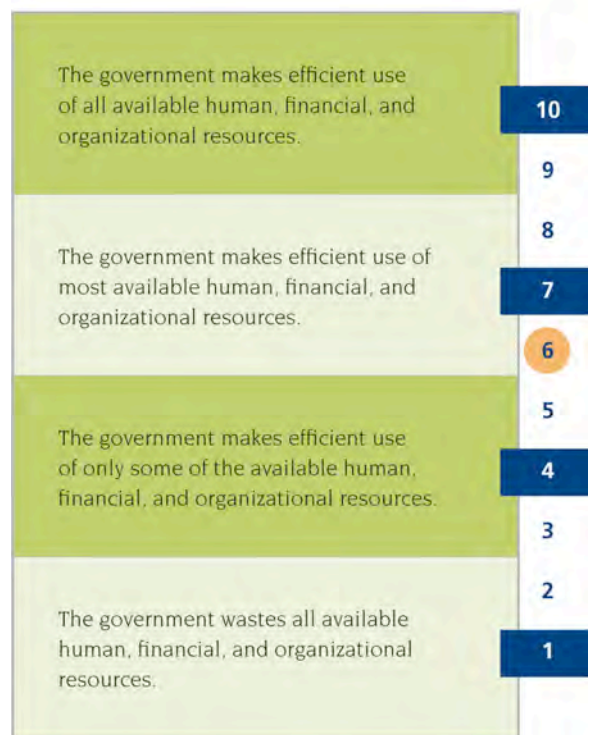 The government makes efficient use
of all available human, financial, and
organizational resources.
10
9
8
The government makes efficient use of
most available human, financial, and
organizational resources.
7
6
5
The government makes efficient use
of only some of the available human,
financial, and organizational resources.
4
3
2
The government wastes all available
human, financial, and organizational
resources.
1